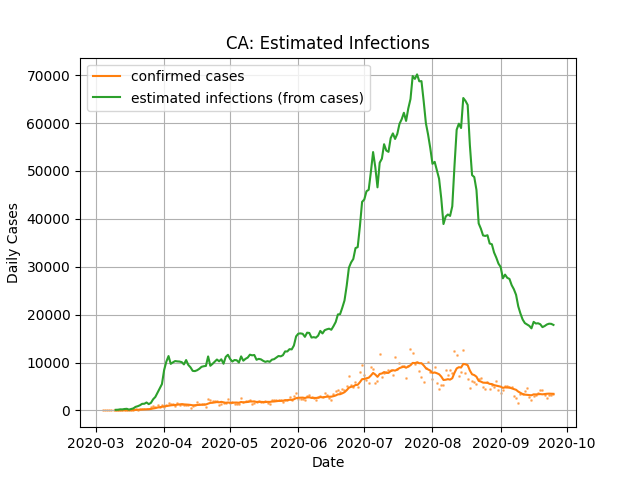 CA: Estimated Infections
confirmed cases
estimated infections (from cases)
Daily Cases
70000
60000
50000
40000
30000
20000
10000
0
2020-03 2020-04 2020-05 2020-06 2020-07 2020-08 2020-09 2020-10
Date